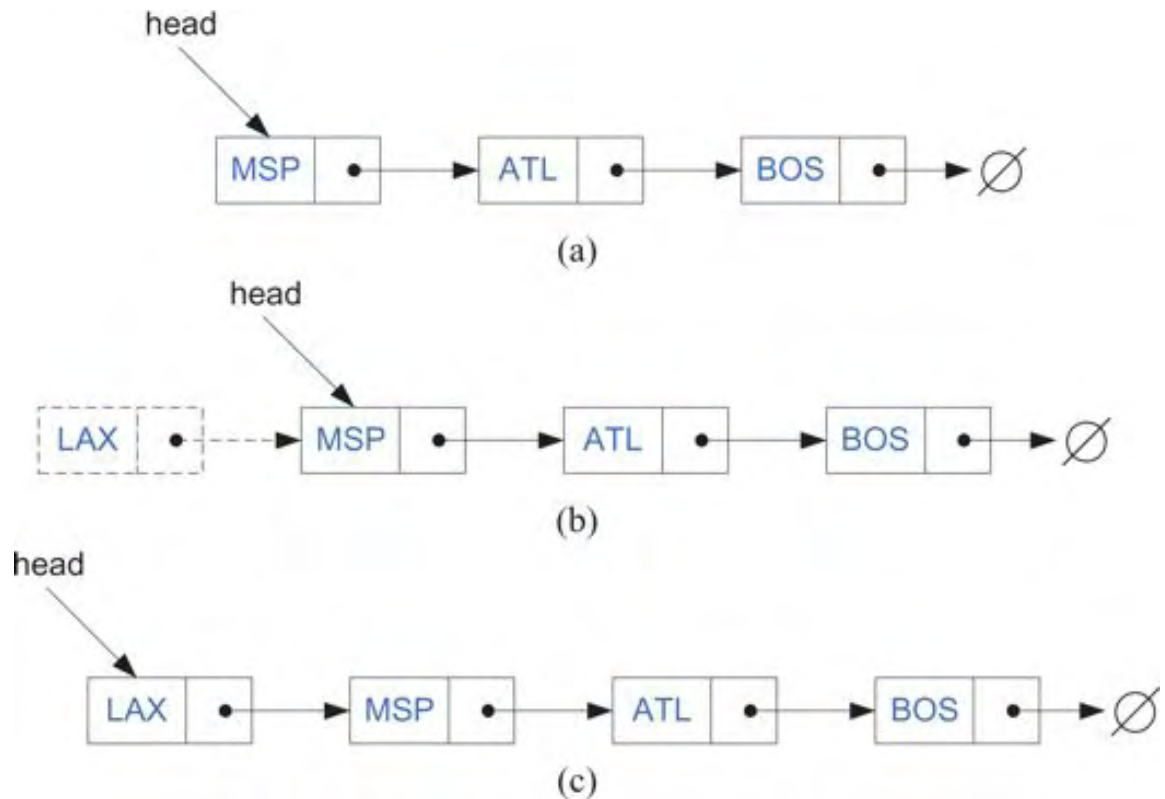 head
MSP ATL BOS
(a)
head
LAX MSP ATL BOS
(b)
head
LAX MSP ATL BOS
(c)